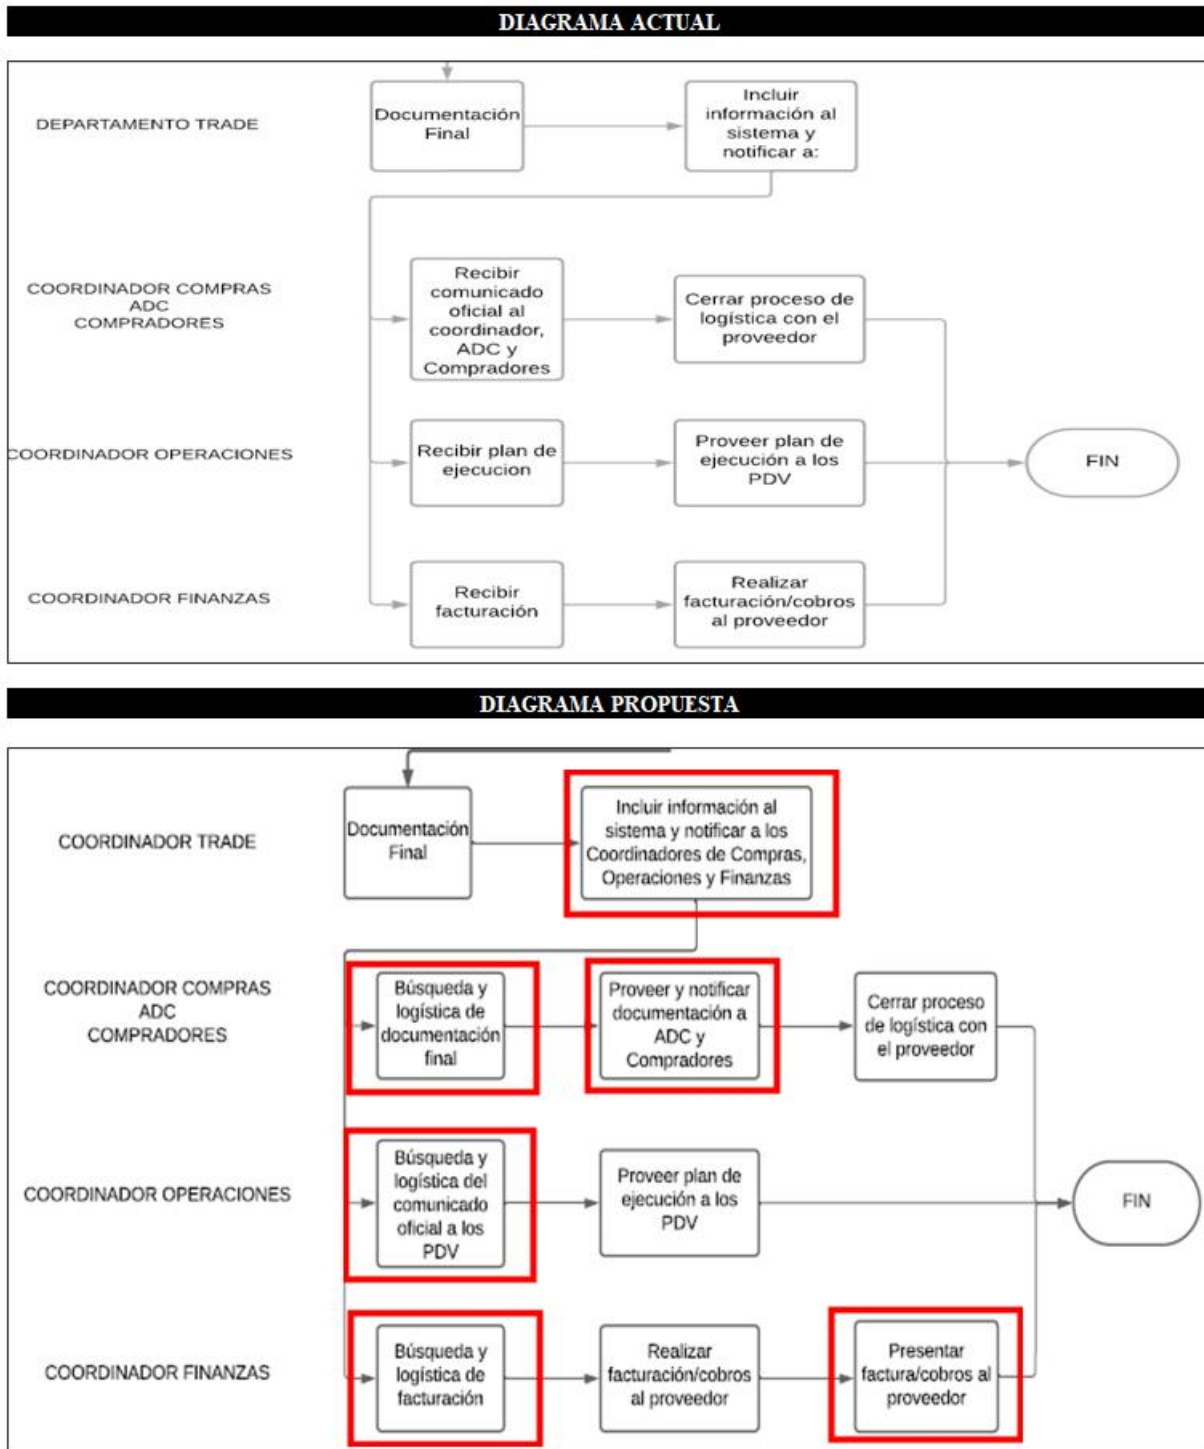 DIAGRAMA ACTUAL
DEPARTAMENTO TRADE
Documentación
Final
Incluir
información al
sistema y
notificar a:
COORDINADOR COMPRAS
ADC
COMPRADORES
Recibir
comunicado
oficial al
coordinador,
ADC y
Compradores
Cerrar proceso de
logística con el
proveedor
COORDINADOR OPERACIONES
Recibir plan de
ejecucion
Proveer plan de
ejecución a los
PDV
FIN
COORDINADOR FINANZAS
Recibir
facturación
Realizar
facturación/cobros
al proveedor
DIAGRAMA PROPUESTA
COORDINADOR TRADE
Documentación
Final
Incluir información al
sistema y notificar a los
Coordinadores de Compras,
Operaciones y Finanzas
COORDINADOR COMPRAS
ADC
COMPRADORES
Búsqueda y
logística de
documentación
final
Proveer y notificar
documentación a
ADC y
Compradores
Cerrar proceso
de logística con
el proveedor
COORDINADOR OPERACIONES
Búsqueda y
logística del
comunicado
oficial a los
PDV
Proveer plan de
ejecución a los
PDV
FIN
COORDINADOR FINANZAS
Búsqueda y
logística de
facturación
Realizar
facturación/cobros
al proveedor
Presentar
factura/cobros al
proveedor